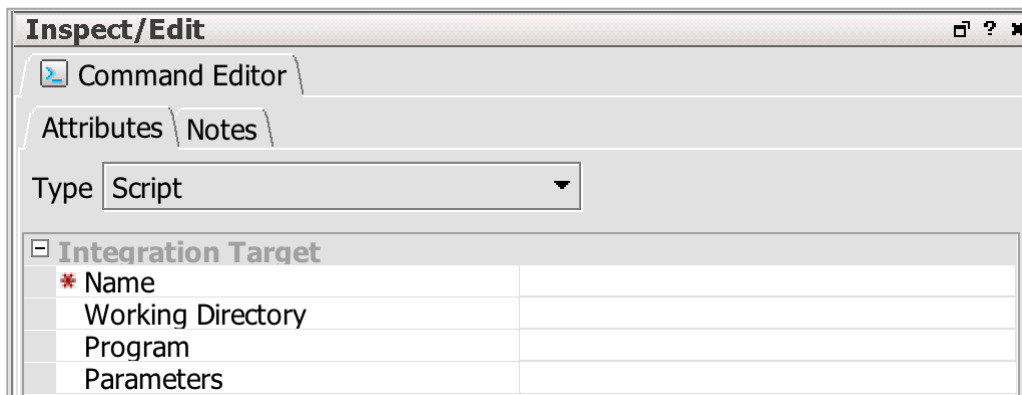 Inspect/Edit ?
Command Editor
Attributes Notes
Type Script
Integration Target
* Name
Working Directory
Program
Parameters